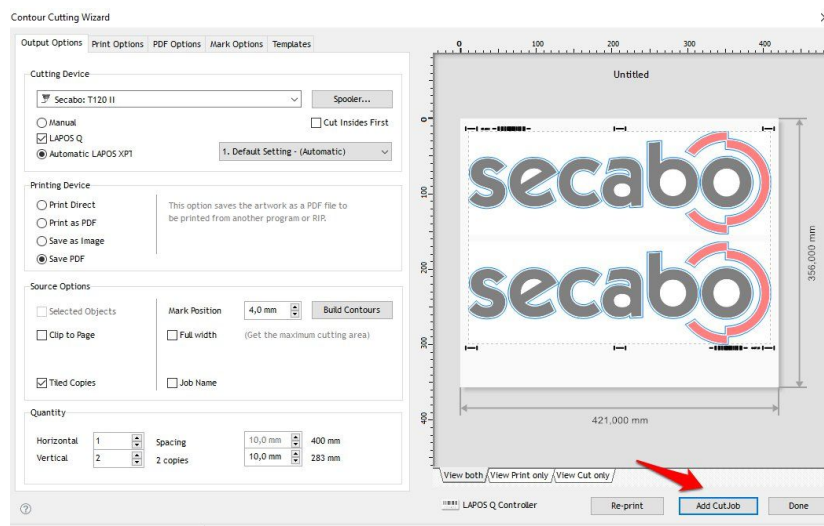 Contour Cutting Wizard
Output Options Print Options PDF Options Mark Options Templates
Cutting Device
Secabo: T120 II
Spooler...
Manual
Cut Insides First
LAPOS Q
Automatic LAPOS XPT
1. Default Setting - (Automatic)
Printing Device
Print Direct
This option saves the artwork as a PDF file to
be printed from another program or RIP.
Print as PDF
Save as Image
Save PDF
Source Options
Selected Objects
Mark Position 4,0 mm Build Contours
Clip to Page
Full width (Get the maximum cutting area)
Tiled Copies
Job Name
Quantity
Horizontal 1 Spacing 10,0 mm 400 mm
Vertical 2 2 copies 10,0 mm 283 mm
0 100 200 300 400
Untitled
0
100
200
300
400
secabo
secabo
356,000 mm
421,000 mm
View both View Print only View Cut only
LAPOS Q Controller Re-print Add CutJob Done